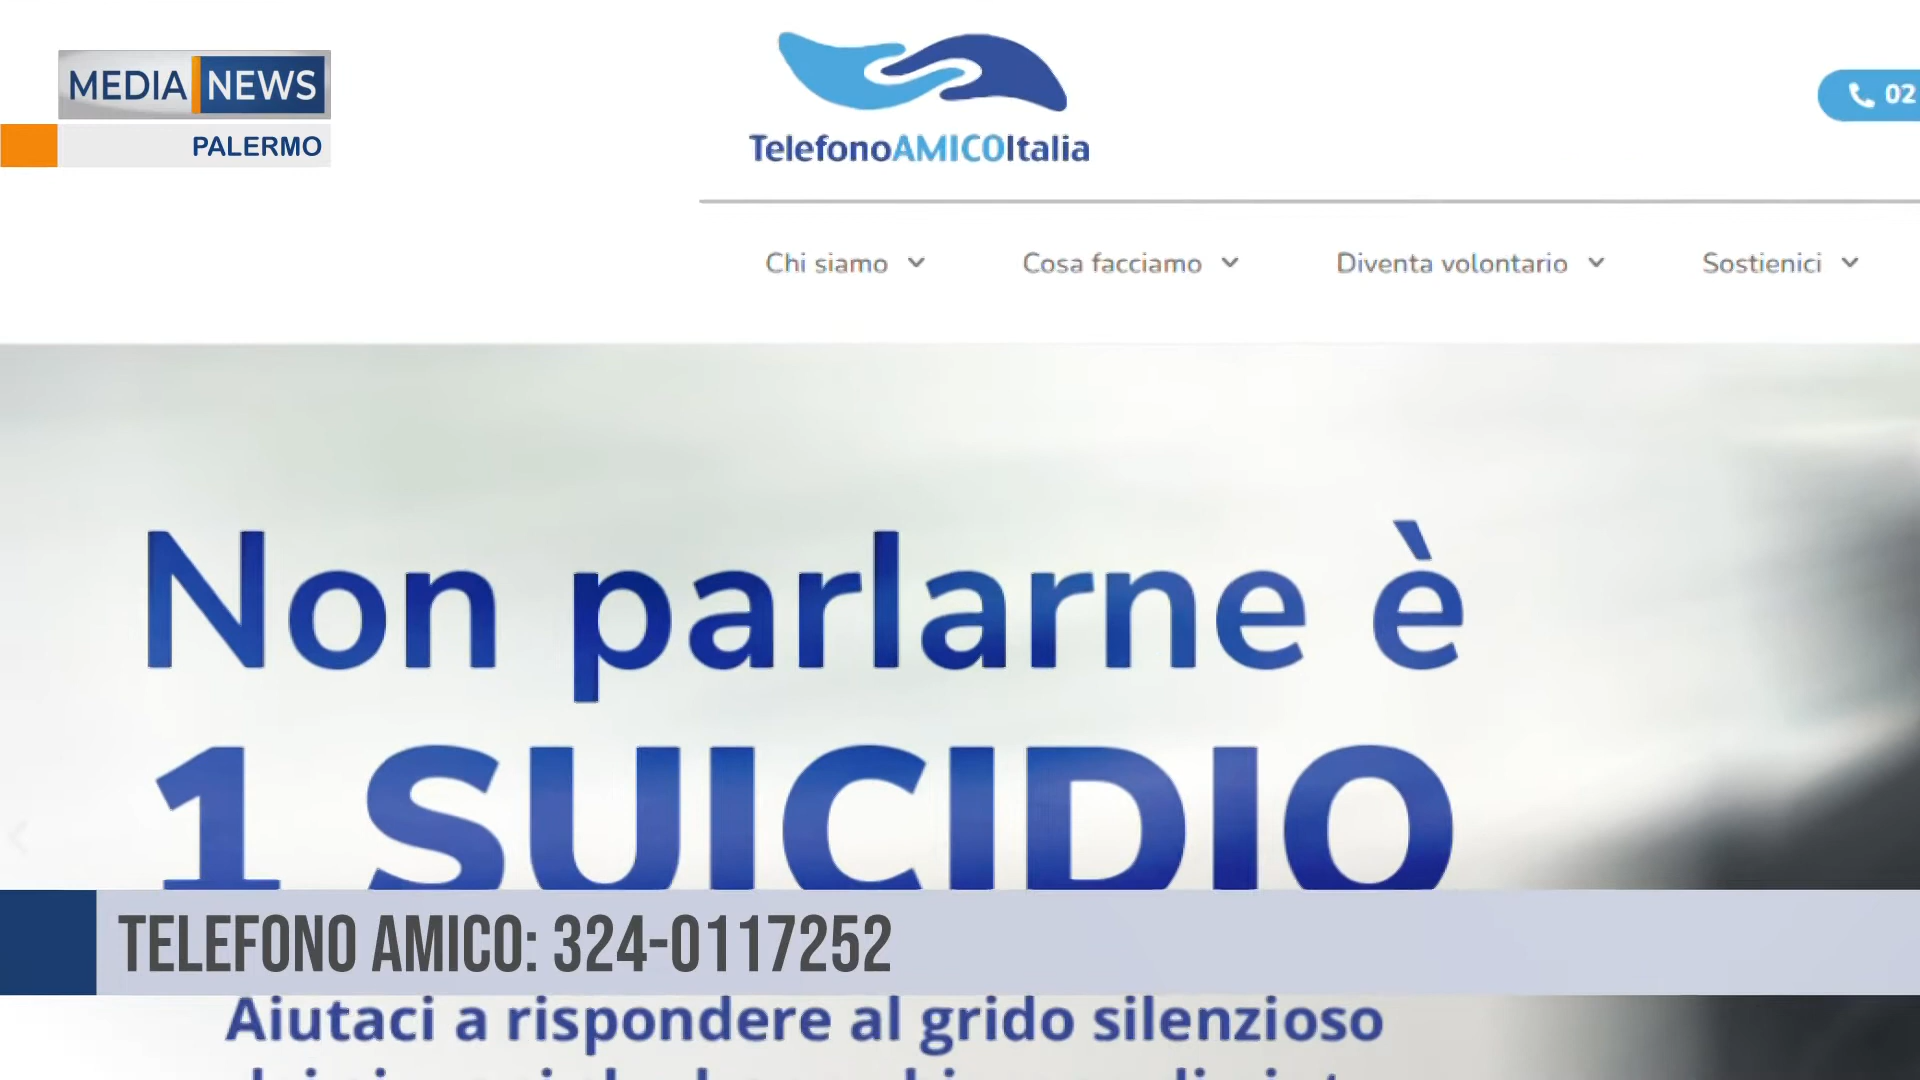 MEDIA NEWS
PALERMO
TelefonoAMICOItalia
02
Chi siamo
Cosa facciamo
Diventa volontario
Sostienici
Non parlarne è
1 SUICIDIO
TELEFONO AMICO: 324-0117252
Aiutaci a rispondere al grido silenzioso